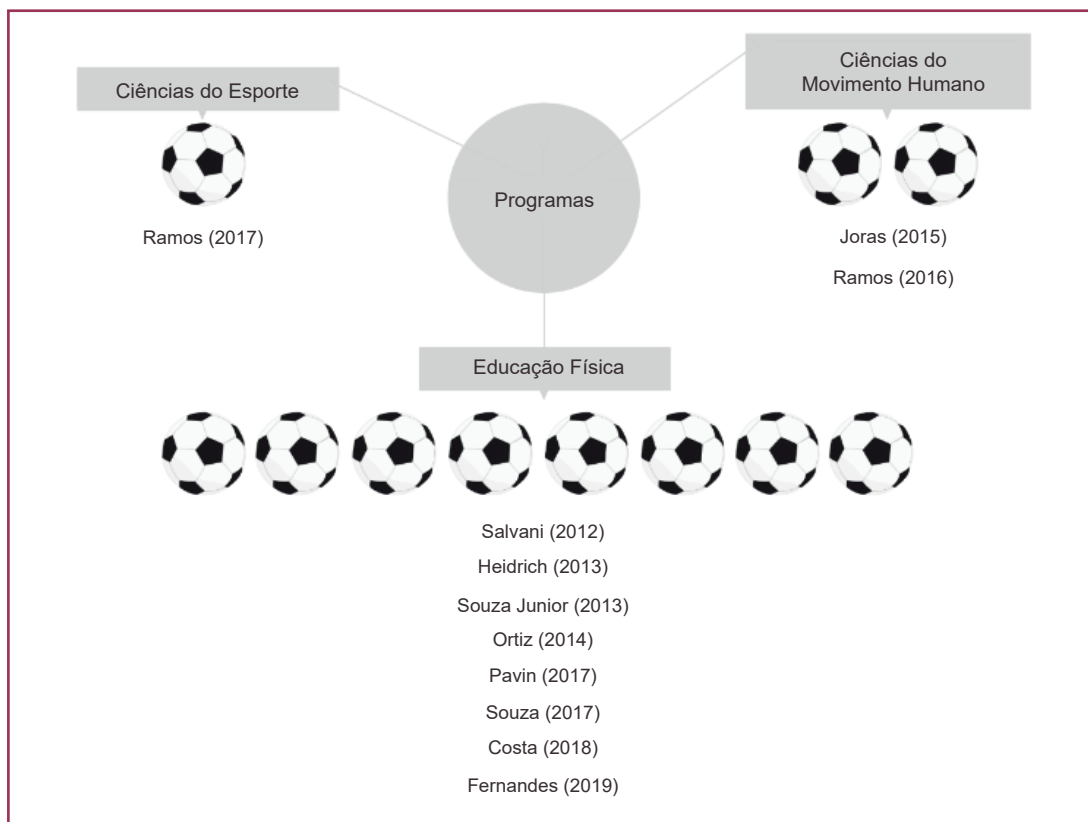 Ciências do Esporte
Ramos (2017)
Programas
Ciências do
Movimento Humano
Joras (2015)
Ramos (2016)
Educação Física
Salvani (2012)
Heidrich (2013)
Souza Junior (2013)
Ortiz (2014)
Pavin (2017)
Souza (2017)
Costa (2018)
Fernandes (2019)